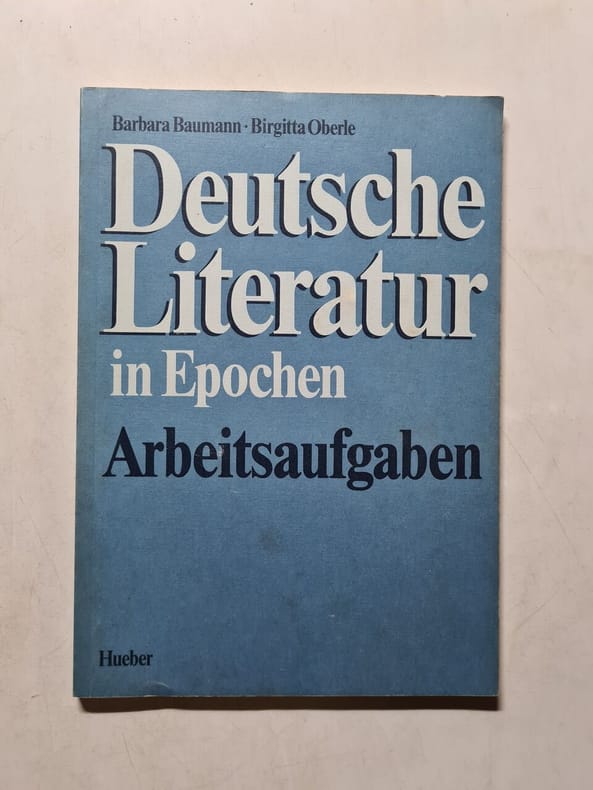 Barbara Baumann · Birgitta Oberle
Deutsche
Literatur
in Epochen
Arbeitsaufgaben
Hueber